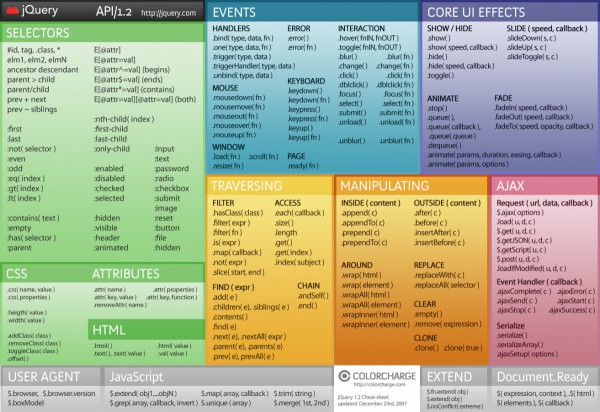 jQuery API/1.2 http://jquery.com
SELECTORS
#id, tag, .class, *
elm1, elm2, elmN
ancestor descendant
parent > child
parent/child
prev + next
prev ~ siblings
E[@attr]
E[@attr=val]
E[@attr^=val] (begins)
E[@attr$=val] (ends)
E[@attr*=val] (contains)
E[@attr=val][@attr=val] (both)
:first
:last
:not( selector )
:even
:odd
:eq( index )
:gt( index )
:lt( index )
:contains( text )
:empty
:has( selector )
:parent
:nth-child( index )
:first-child
:last-child
:only-child
:enabled
:disabled
:checked
:selected
:hidden
:visible
:header
:animated
:input
:text
:password
:radio
:checkbox
:submit
:image
:reset
:button
:file
:hidden
CSS
.css( name, value )
.css( properties )
.heigth( value )
.width( value )
.addClass( class )
.removeClass( class )
.toggleClass( class )
.offset()
ATTRIBUTES
.attr( name ) .attr( properties )
.attr( key, value ) .attr( key, function )
.removeAttr( name )
HTML
.html() .html( val )
.text(), .text( value ) .val(), .val( val )
EVENTS
HANDLERS
.bind( type, data, fn )
.one( type, data, fn )
.trigger( type, data )
.triggerHandler( type, data )
.unbind( type, data )
MOUSE
.mousedown( fn )
.mousemove( fn )
.mouseout( fn )
.mouseover( fn )
.mouseup( fn )
WINDOW
.load( fn ) .scroll( fn )
.resize( fn )
ERROR
.error()
.error( fn )
KEYBOARD
.keydown()
.keydown( fn )
.keypress()
.keypress( fn )
.keyup()
.keyup( fn )
PAGE
.ready( fn )
INTERACTION
.hover( fnIN, fnOUT )
.toggle( fnIN, fnOUT )
.blur() .blur( fn )
.change() .change( fn )
.click() .click( fn )
.dblclick() .dblclick( fn )
.focus() .focus( fn )
.select() .select( fn )
.submit() .submit( fn )
.unload() .unload( fn )
.unblur() .unblur( fn )
CORE UI EFFECTS
SHOW / HIDE
.show()
.show( speed, callback )
.hide()
.hide( speed, callback )
.toggle()
SLIDE ( speed, callback )
.slideDown( s, c )
.slideUp( s, c )
.slideToggle( s, c )
ANIMATE
.stop()
.queue(),
.queue( callback ),
.queue( queue )
.dequeue()
.animate( params, duration, easing, callback )
.animate( params, options )
FADE
.fadeIn( speed, callback )
.fadeOut( speed, callback )
.fadeTo( speed, opacity, callback )
TRAVERSING
FILTER
.hasClass( class )
.filter( expr )
.filter( fn )
.is( expr )
.map( callback )
.not( expr )
.slice( start, end )
ACCESS
.each( callback )
.size()
.length
.get()
.get( index )
.index( subject )
FIND ( expr )
.add( e )
.children( e), .siblings( e )
.contents()
.find( e)
.next( e), .nextAll( expr )
.parent( e), .parents( e )
.prev( e), prevAll( e )
CHAIN
.andSelf()
.end()
MANIPULATING
INSIDE ( content )
.append( c)
.appendTo( c)
.prepend( c)
.prependTo( c)
OUTSIDE ( content )
.after( c)
.before( c)
.insertAfter( c)
.insertBefore( c)
AROUND
.wrap( html )
.wrap( element )
.wrapAll( html )
.wrapAll( element )
.wrapInner( html )
.wrapInner( element )
REPLACE
.replaceWith( c)
.replaceAll( selector )
CLEAR
.empty()
.remove( expression )
CLONE
.clone() .clone( true )
AJAX
Request ( url, data, callback )
$.ajax( options )
.load( u, d, c )
$.get( u, d, c )
$.getJSON( u, d, c )
$.getScript( u, c )
$.post( u, d, c )
.loadIfModified( u, d, c )
Event Handler ( callback )
.ajaxComplete( c ) .ajaxError( c )
.ajaxSend( c ) .ajaxStart( c )
.ajaxStop( c ) .ajaxSuccess( c )
Serialize
.serialize()
.serializeArray()
.ajaxSetup( options )
USER AGENT
$.browser, $.browser.version
$.boxModel
JavaScript
$.extend( obj1,...objN ) $.map( array, callback ) $.trim( string )
$.grep( array, callback, invert ) $.unique( array ) $.merge( 1st, 2nd )
COLORCHARGE
http://colorcharge.com
jQuery 1.2 Cheat-sheet
updated: December 23rd, 2007
EXTEND
$.fn.extend( obj )
$.extend( obj )
$.noConflict( extreme )
Document.Ready
$( expression, context ), $( html )
$( elements ), $( callback )